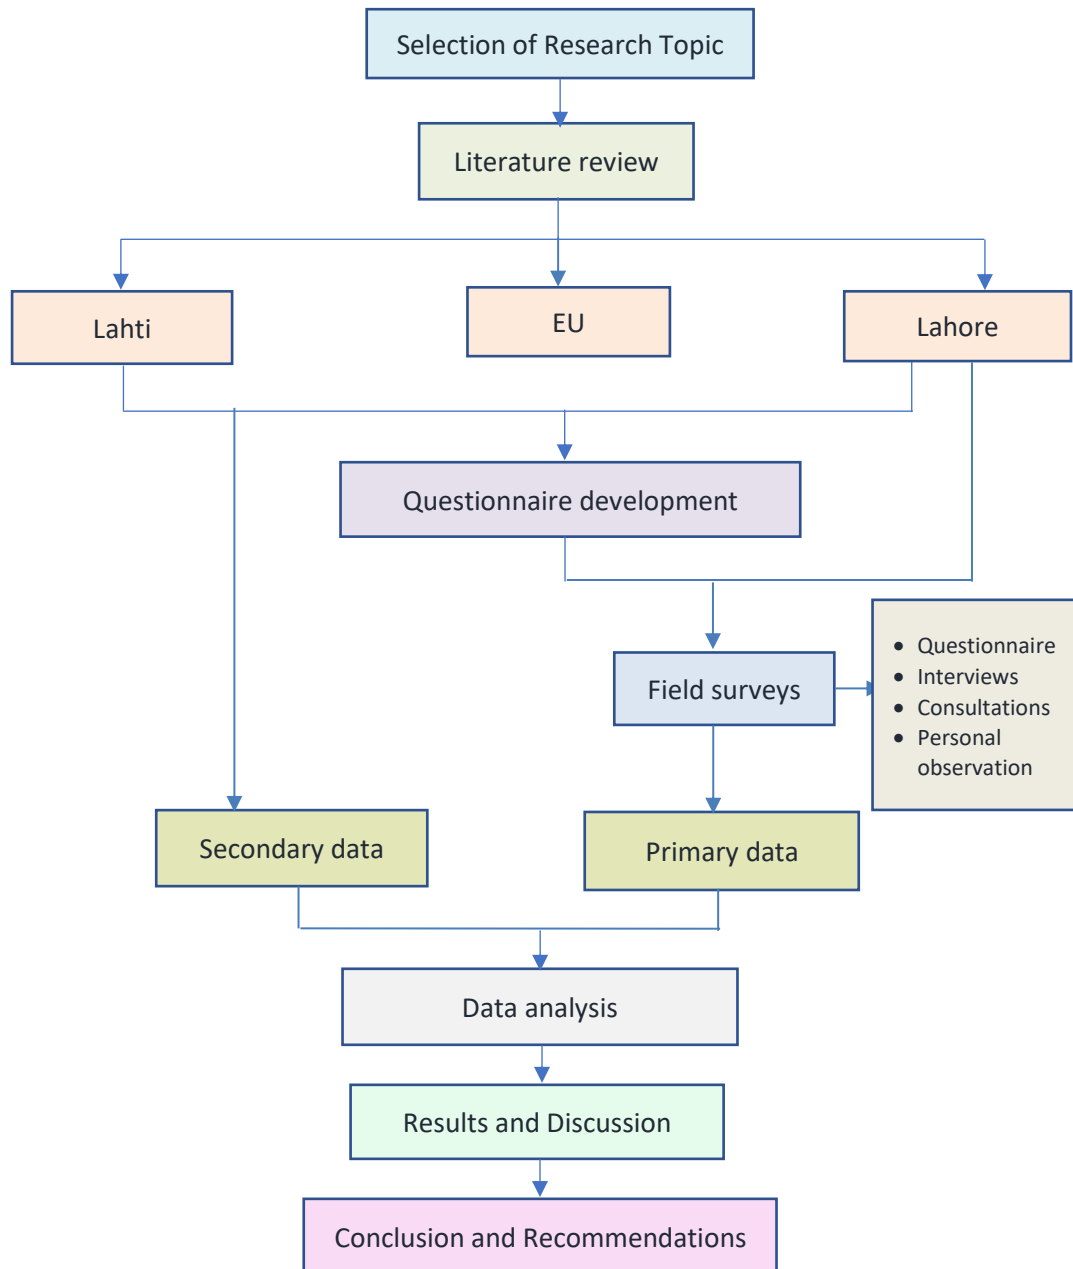 Selection of Research Topic
Literature review
Lahti
EU
Lahore
Questionnaire development
Field surveys
• Questionnaire
• Interviews
• Consultations
• Personal
observation
Secondary data
Primary data
Data analysis
Results and Discussion
Conclusion and Recommendations